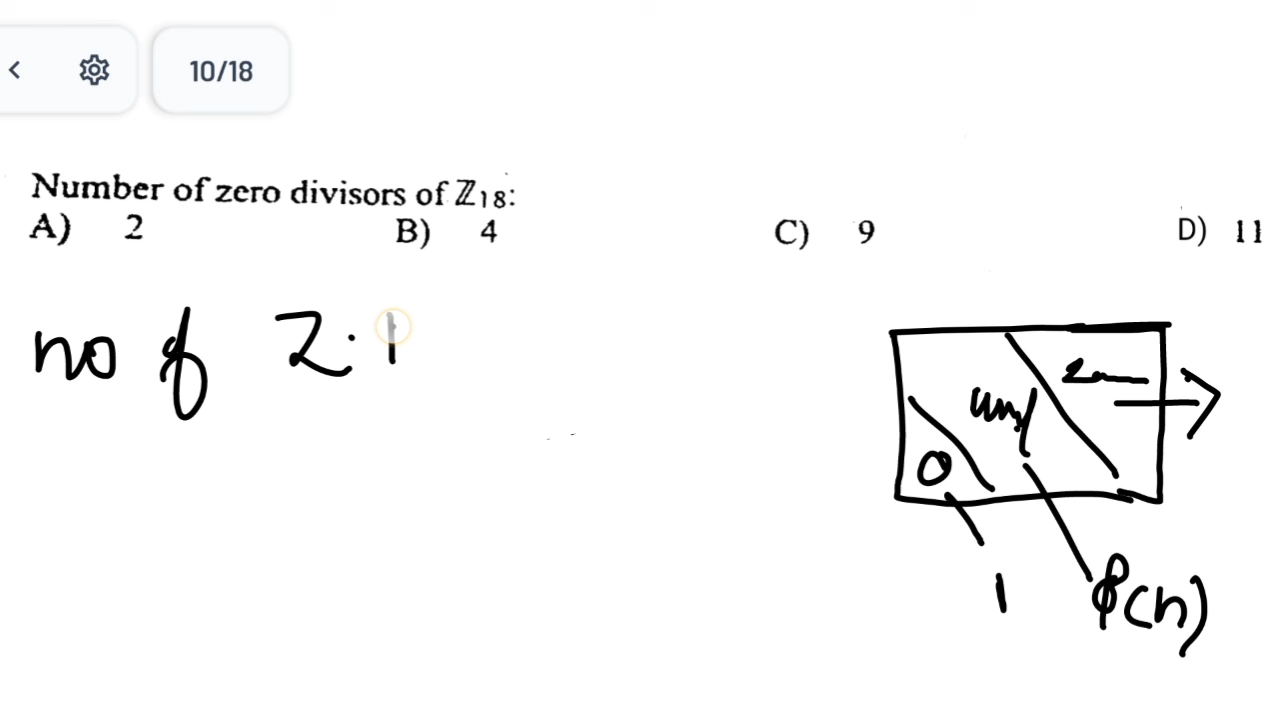 10/18
Number of zero divisors of ℤ₁₈:
A) 2 B) 4 C) 9 D) 11
no of Z.
0
1
φ(n)